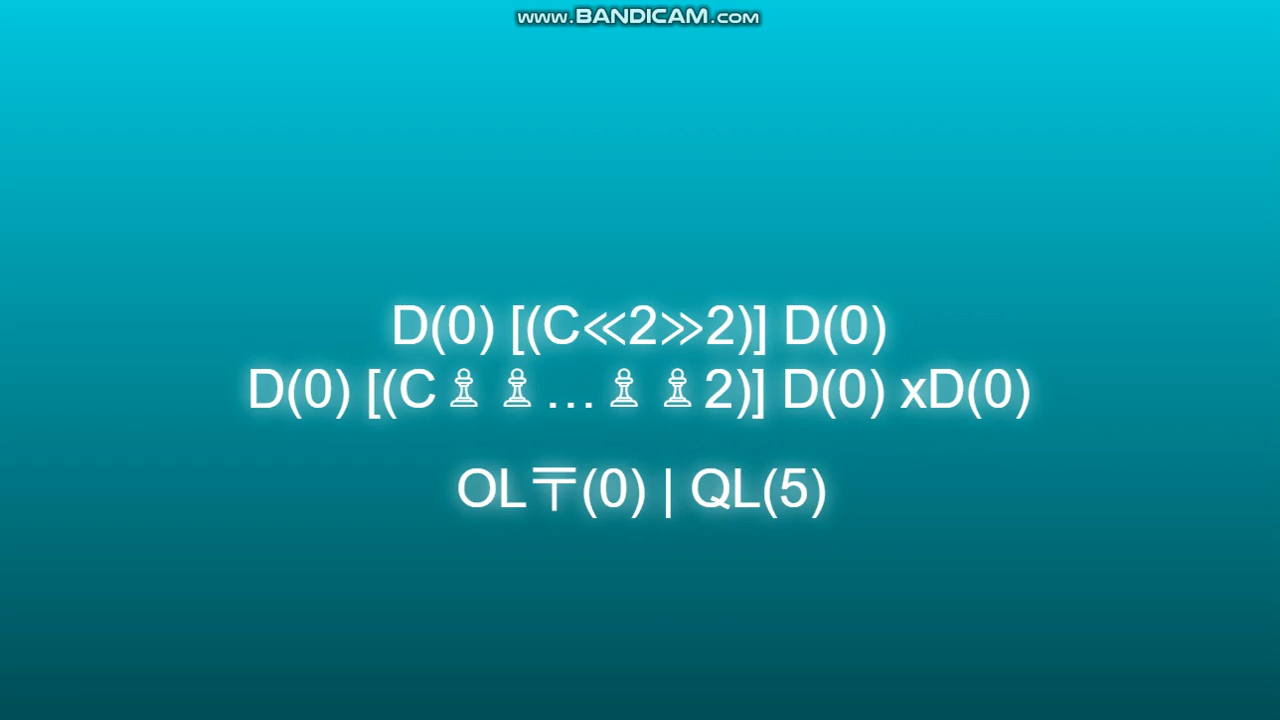 www.BANDICAM.com
D(0) [(C≪2≫2)] D(0)
D(0) [(C♙♙…♙♙2)] D(0) xD(0)
OL〒(0) | QL(5)